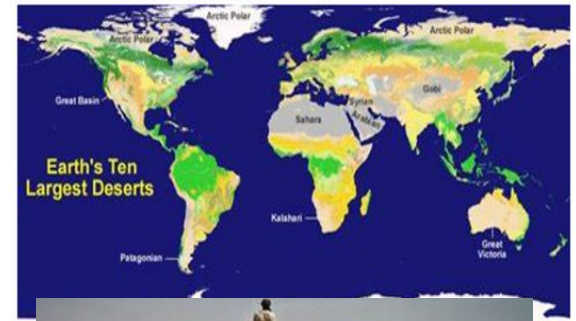 Arctic Polar
Arctic Polar
Arctic Polar
Great Basin
Gobi
Syrian
Sahara
Arabian
Earth's Ten
Largest Deserts
Kalahari
Great
Victoria
Patagonian